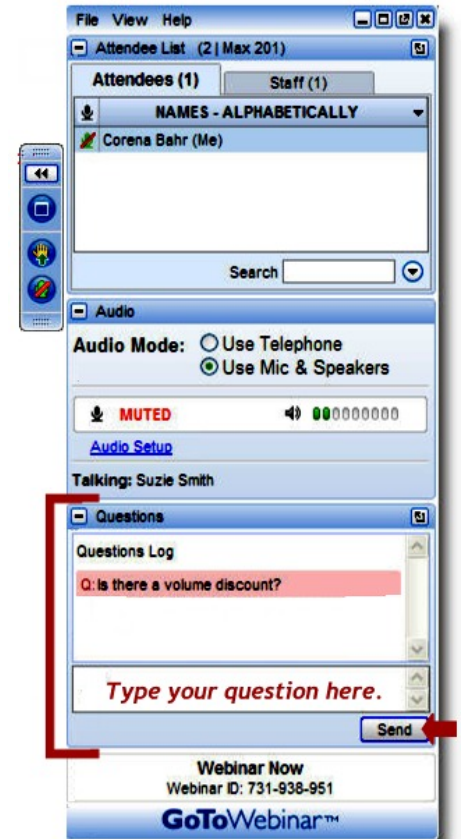 File View Help
Attendee List (2 | Max 201)
Attendees (1) Staff (1)
NAMES - ALPHABETICALLY
Corena Bahr (Me)
Search
Audio
Audio Mode: Use Telephone
Use Mic & Speakers
MUTED
Audio Setup
Talking: Suzie Smith
Questions
Questions Log
Q: Is there a volume discount?
Type your question here.
Send
Webinar Now
Webinar ID: 731-938-951
GoToWebinar™